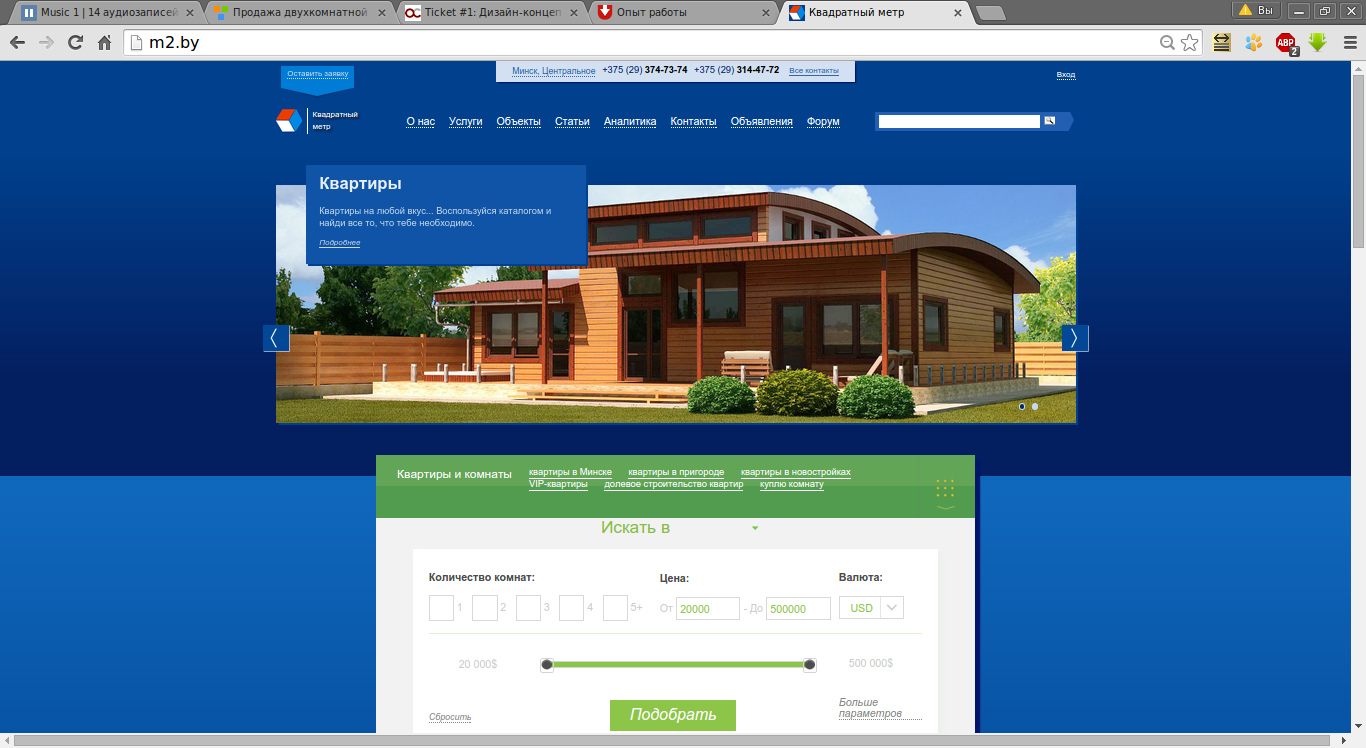 Music 1 | 14 аудиозаписей
Продажа двухкомнатной
Ticket #1: Дизайн-концеп
Опыт работы
Квадратный метр
Вы
m2.by
ABP
2
Оставить заявку
Минск, Центральное +375 (29) 374-73-74 +375 (29) 314-47-72 Все контакты
Вход
Квадратный
метр
О нас Услуги Объекты Статьи Аналитика Контакты Объявления Форум
Квартиры
Квартиры на любой вкус... Воспользуйся каталогом и
найди все то, что тебе необходимо.
Подробнее
Квартиры и комнаты
квартиры в Минске квартиры в пригороде квартиры в новостройках
VIP-квартиры долевое строительство квартир куплю комнату
Искать в
Количество комнат: Цена: Валюта:
1 2 3 4 5+ От 20000 - До 500000 USD
20 000$ 500 000$
Сбросить
Подобрать
Больше
параметров